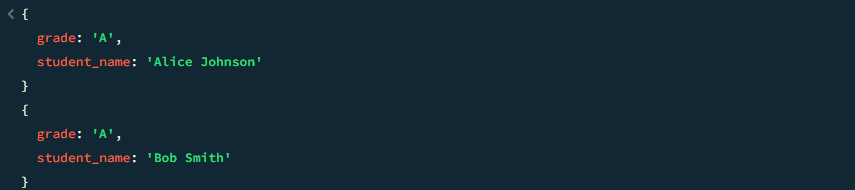 {
grade: 'A',
student_name: 'Alice Johnson'
}
{
grade: 'A',
student_name: 'Bob Smith'
}